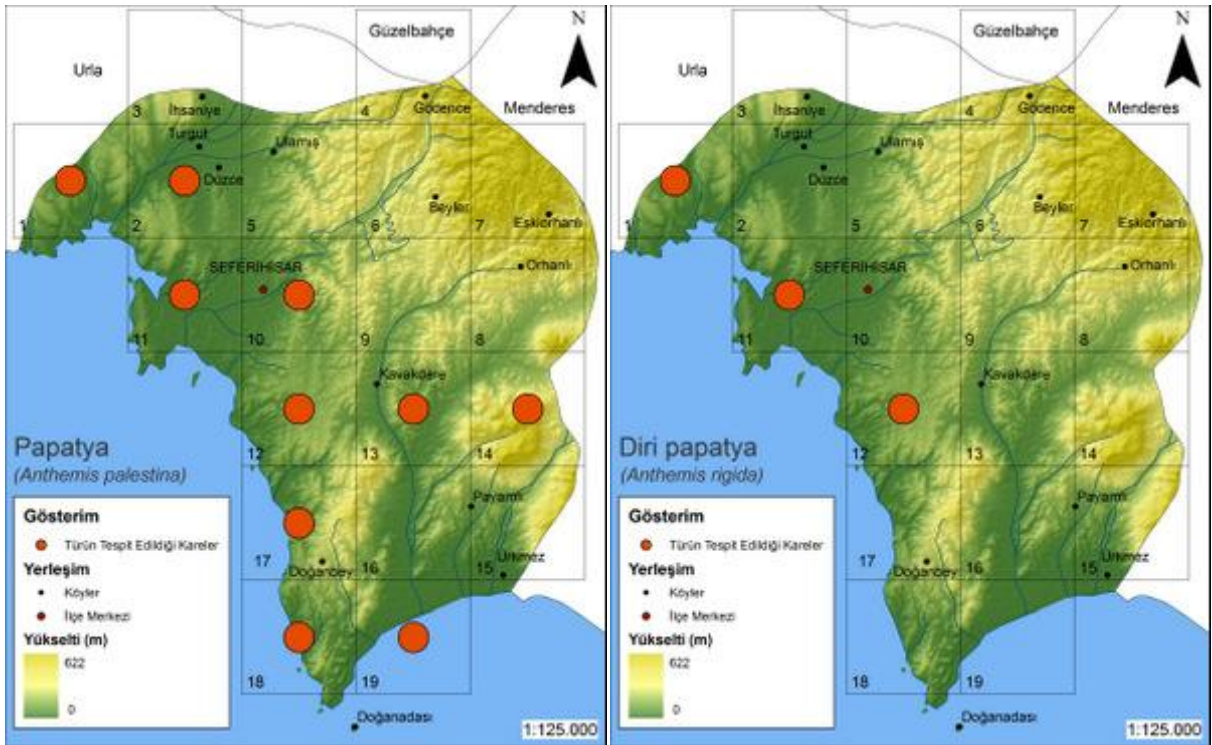 Güzelbahçe
N
Urla
3
4
İhsaniye
Gödence
Menderes
Turgut
Ulamış
Düzce
Beyler
Eskiorhanlı
1
2
5
6
7
SEFERİHİSAR
Orhanlı
11
10
9
8
Kavakdere
Papatya
(Anthemis palestina)
12
13
14
Payamlı
Gösterim
Türün Tespit Edildiği Kareler
Yerleşim
Köyler
İlçe Merkezi
Yükselti (m)
622
0
17
Doğanbey
16
15
Ürkmez
18
19
Doğanadası
1:125.000
Güzelbahçe
N
Urla
3
4
İhsaniye
Gödence
Menderes
Turgut
Ulamış
Düzce
Beyler
Eskiorhanlı
1
2
5
6
7
SEFERİHİSAR
Orhanlı
11
10
9
8
Kavakdere
Diri papatya
(Anthemis rigida)
12
13
14
Payamlı
Gösterim
Türün Tespit Edildiği Kareler
Yerleşim
Köyler
İlçe Merkezi
Yükselti (m)
622
0
17
Doğanbey
16
15
Ürkmez
18
19
Doğanadası
1:125.000